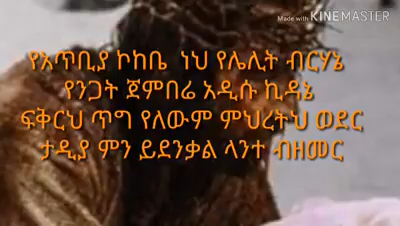 Made with KINEMASTER
የአጥቢያ ኮከቤ ነህ የሌሊት ብርሃኔ
የንጋት ጀምበሬ አዲሱ ኪዳኔ
ፍቅርህ ጥግ የለውም ምህረትህ ወደር
ታዲያ ምን ይደንቃል ላንተ ብዘመር